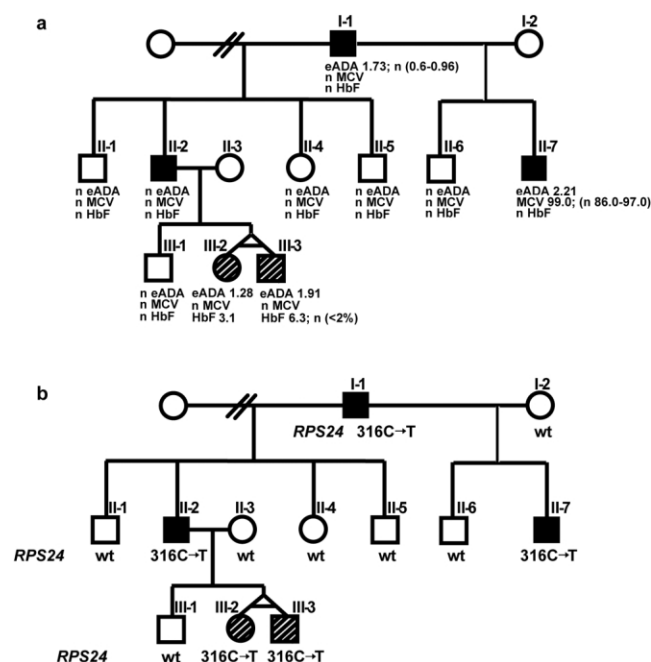 a
I-1
I-2
eADA 1.73; n (0.6-0.96)
n MCV
n HbF
II-1 II-2 II-3 II-4 II-5 II-6 II-7
n eADA n eADA n eADA n eADA n eADA eADA 2.21
n MCV n MCV n MCV n MCV n MCV MCV 99.0; (n 86.0-97.0)
n HbF n HbF n HbF n HbF n HbF n HbF
III-1 III-2 III-3
n eADA eADA 1.28 eADA 1.91
n MCV n MCV n MCV
n HbF HbF 3.1 HbF 6.3; n (<2%)
b
I-1
I-2
RPS24 316C→T wt
II-1 II-2 II-3 II-4 II-5 II-6 II-7
RPS24 wt 316C→T wt wt wt wt 316C→T
III-1 III-2 III-3
RPS24 wt 316C→T 316C→T